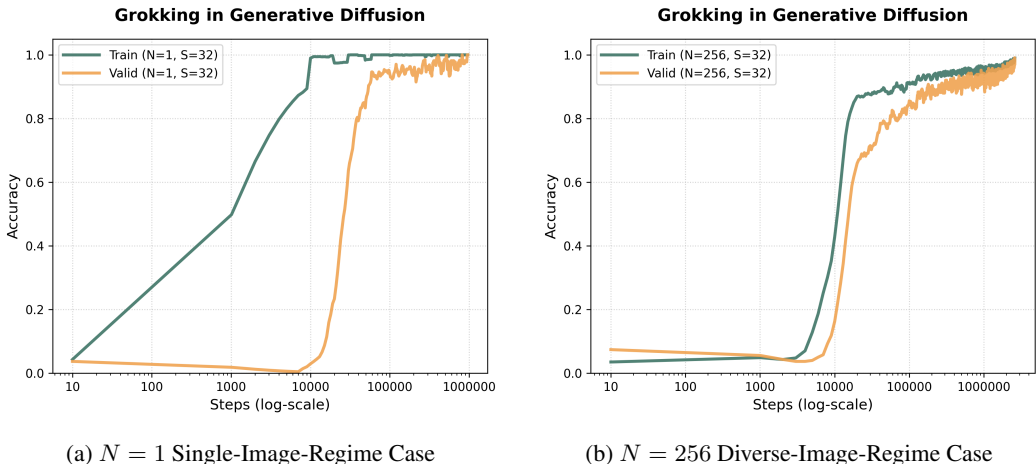 Grokking in Generative Diffusion
Train (N=1, S=32)
Valid (N=1, S=32)
Accuracy
1.0
0.8
0.6
0.4
0.2
0.0
10 100 1000 10000 100000 1000000
Steps (log-scale)
(a) N = 1 Single-Image-Regime Case
Grokking in Generative Diffusion
Train (N=256, S=32)
Valid (N=256, S=32)
Accuracy
1.0
0.8
0.6
0.4
0.2
0.0
10 100 1000 10000 100000 1000000
Steps (log-scale)
(b) N = 256 Diverse-Image-Regime Case